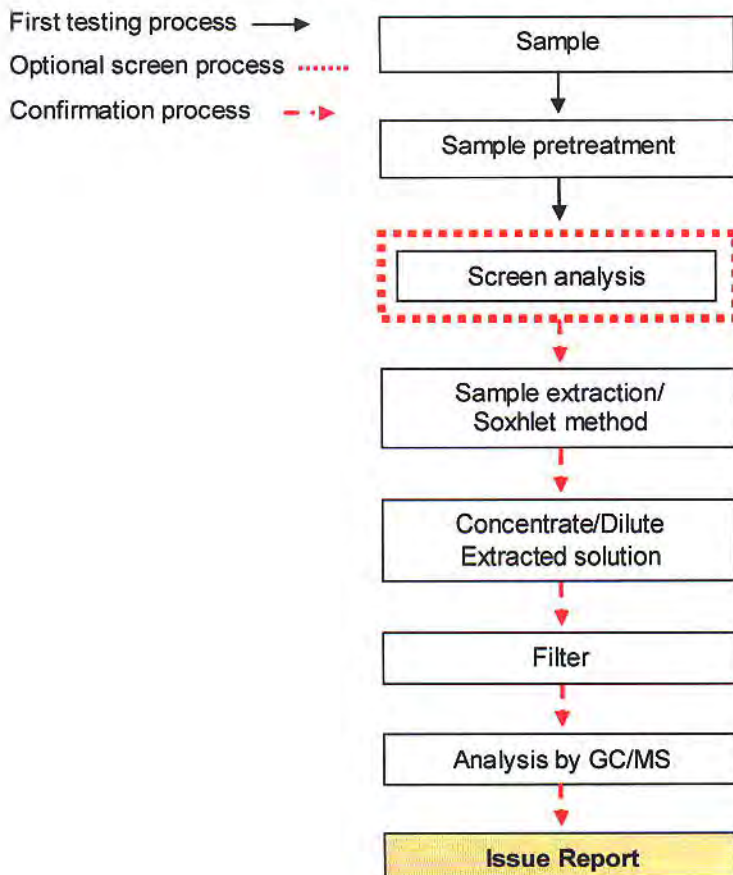 First testing process
Optional screen process
Confirmation process
Sample
Sample pretreatment
Screen analysis
Sample extraction/
Soxhlet method
Concentrate/Dilute
Extracted solution
Filter
Analysis by GC/MS
Issue Report